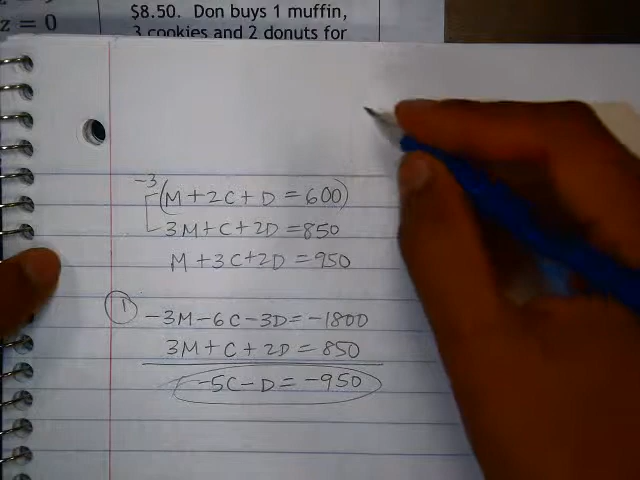 z = 0
$8.50. Don buys 1 muffin,
3 cookies and 2 donuts for
-3
(M+2C+D=600)
3M+C+2D=850
M+3C+2D=950
1
-3M-6C-3D=-1800
3M+C+2D=850
-5C-D=-950